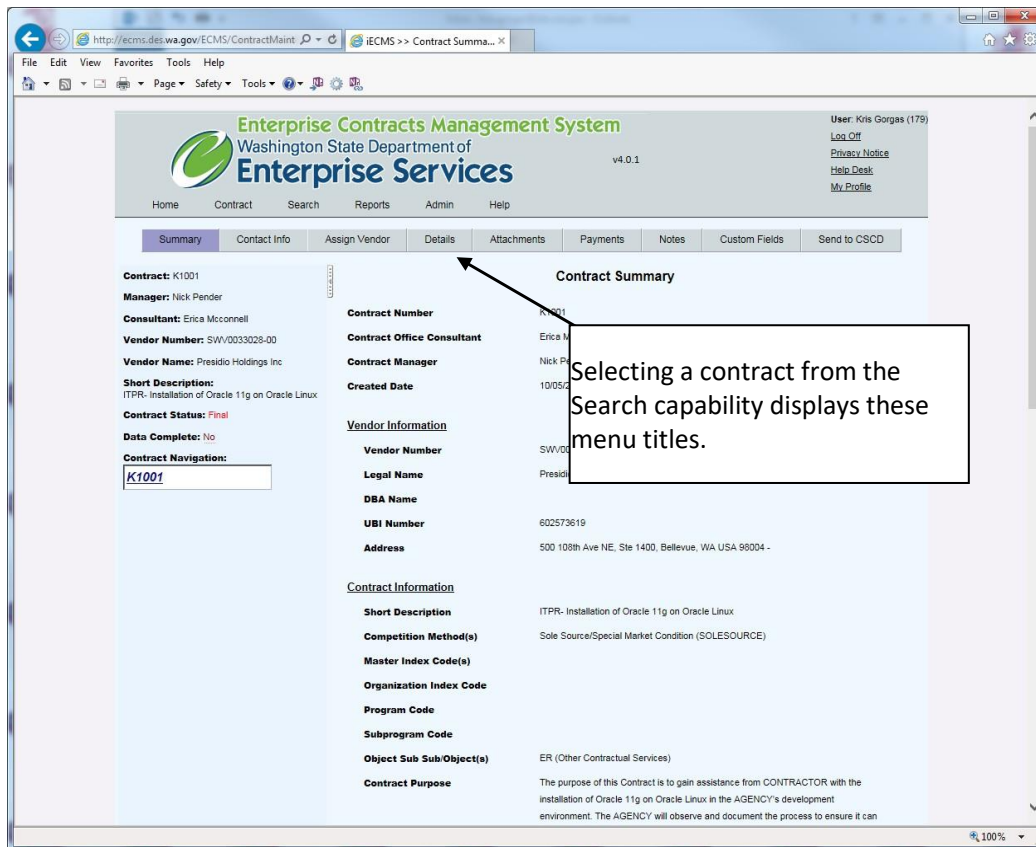 http://ecms.des.wa.gov/ECMS/ContractMaint
iECMS >> Contract Summa...
File Edit View Favorites Tools Help
Page Safety Tools
Enterprise Contracts Management System
Washington State Department of
Enterprise Services
v4.0.1
User: Kris Gorgas (179)
Log Off
Privacy Notice
Help Desk
My Profile
Home Contract Search Reports Admin Help
Summary Contact Info Assign Vendor Details Attachments Payments Notes Custom Fields Send to CSCD
Contract: K1001
Manager: Nick Pender
Consultant: Erica Mcconnell
Vendor Number: SWV0033028-00
Vendor Name: Presidio Holdings Inc
Short Description:
ITPR- Installation of Oracle 11g on Oracle Linux
Contract Status: Final
Data Complete: No
Contract Navigation:
K1001
Contract Summary
Contract Number K1001
Contract Office Consultant Erica M
Contract Manager Nick Pe
Created Date 10/05/2
Selecting a contract from the
Search capability displays these
menu titles.
Vendor Information
Vendor Number SWV00
Legal Name Presidi
DBA Name
UBI Number 602573619
Address 500 108th Ave NE, Ste 1400, Bellevue, WA USA 98004 -
Contract Information
Short Description ITPR- Installation of Oracle 11g on Oracle Linux
Competition Method(s) Sole Source/Special Market Condition (SOLESOURCE)
Master Index Code(s)
Organization Index Code
Program Code
Subprogram Code
Object Sub Sub/Object(s) ER (Other Contractual Services)
Contract Purpose The purpose of this Contract is to gain assistance from CONTRACTOR with the
installation of Oracle 11g on Oracle Linux in the AGENCY's development
environment. The AGENCY will observe and document the process to ensure it can
100%